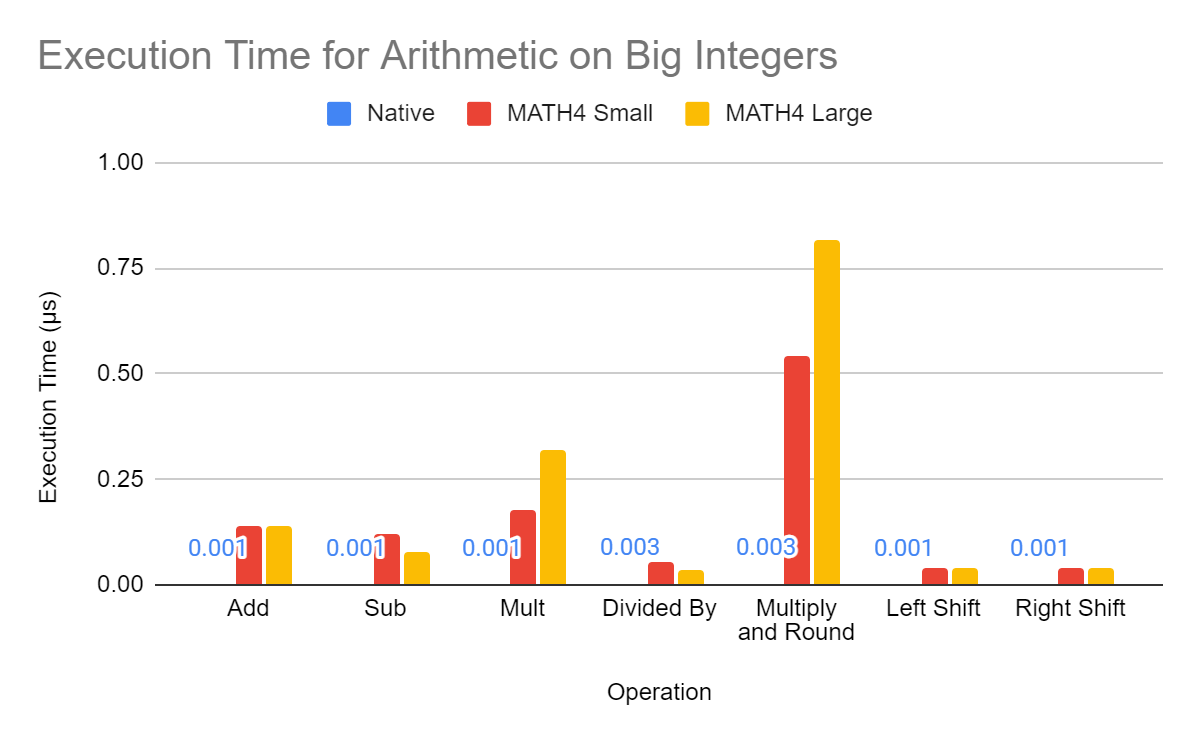 Execution Time for Arithmetic on Big Integers
Native MATH4 Small MATH4 Large
1.00
0.75
0.50
0.25
0.00
Execution Time (μs)
0.001 0.001 0.001 0.003 0.003 0.001 0.001
Add Sub Mult Divided By Multiply and Round Left Shift Right Shift
Operation